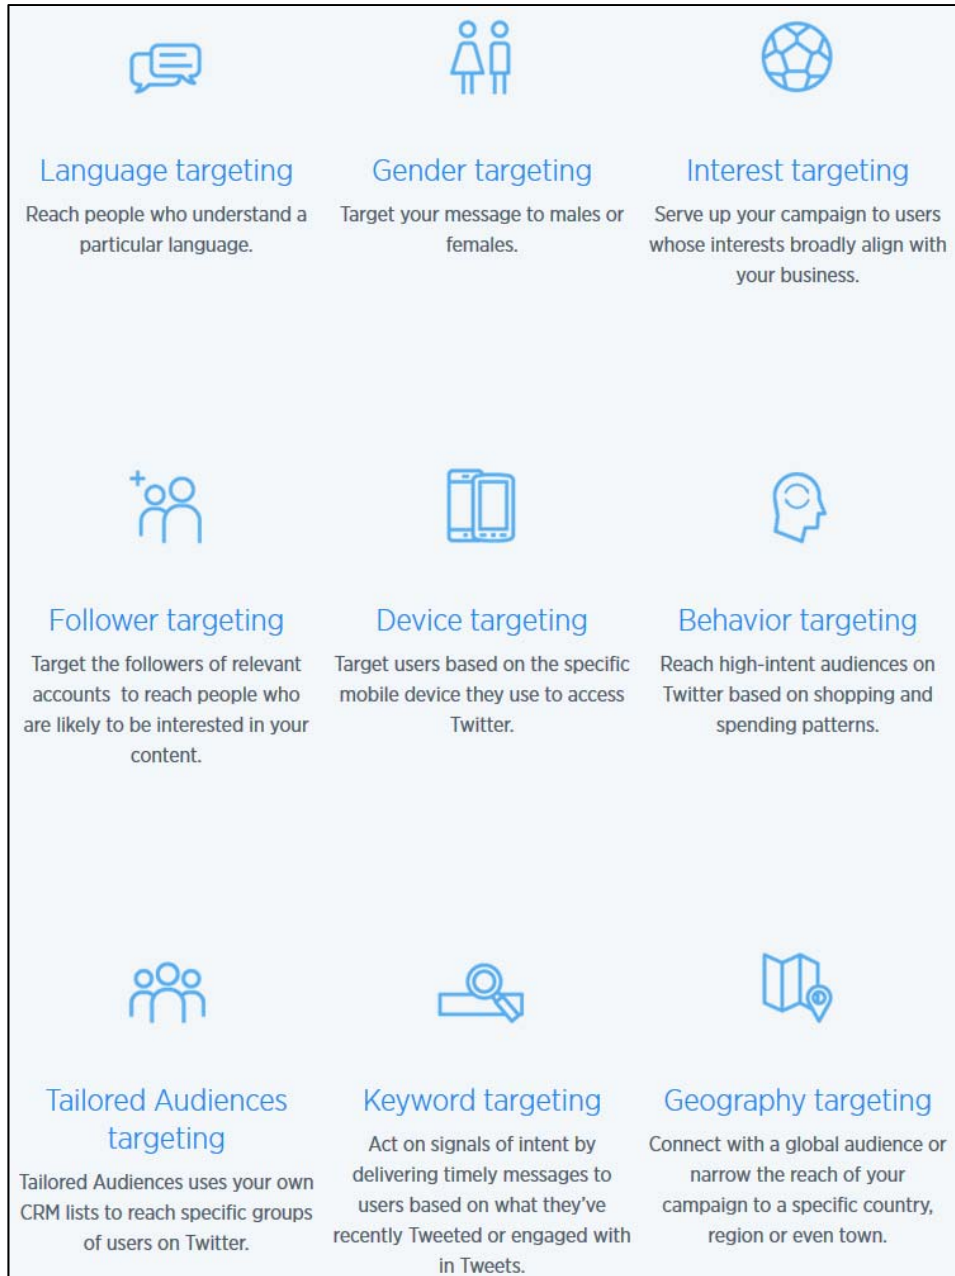 Language targeting
Reach people who understand a
particular language.
Gender targeting
Target your message to males or
females.
Interest targeting
Serve up your campaign to users
whose interests broadly align with
your business.
Follower targeting
Target the followers of relevant
accounts to reach people who
are likely to be interested in your
content.
Device targeting
Target users based on the specific
mobile device they use to access
Twitter.
Behavior targeting
Reach high-intent audiences on
Twitter based on shopping and
spending patterns.
Tailored Audiences
targeting
Tailored Audiences uses your own
CRM lists to reach specific groups
of users on Twitter.
Keyword targeting
Act on signals of intent by
delivering timely messages to
users based on what they've
recently Tweeted or engaged with
in Tweets.
Geography targeting
Connect with a global audience or
narrow the reach of your
campaign to a specific country,
region or even town.